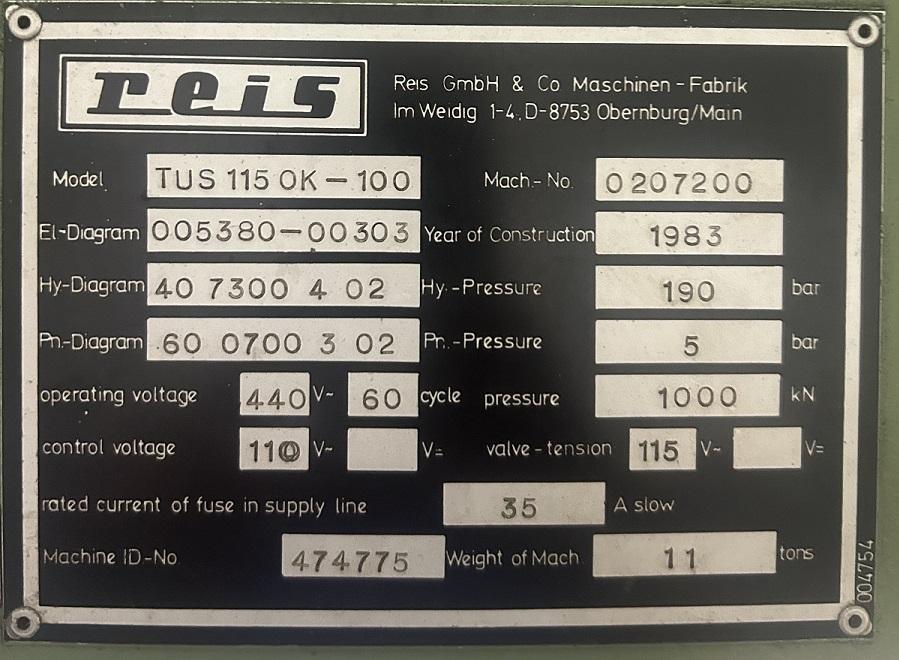 reis
Reis GmbH & Co Maschinen-Fabrik
Im Weidig 1-4, D-8753 Obernburg/Main
Model TUS 115 OK-100 Mach.-No. 0207200
El-Diagram 005380-00303 Year of Construction 1983
Hy-Diagram 40 7300 4 02 Hy.-Pressure 190 bar
Pn.-Diagram 60 0700 3 02 Pn.-Pressure 5 bar
operating voltage 440 V~ 60 cycle pressure 1000 kN
control voltage 110 V~ V= valve-tension 115 V~ V=
rated current of fuse in supply line 35 A slow
Machine ID-No 474775 Weight of Mach. 11 tons
004754